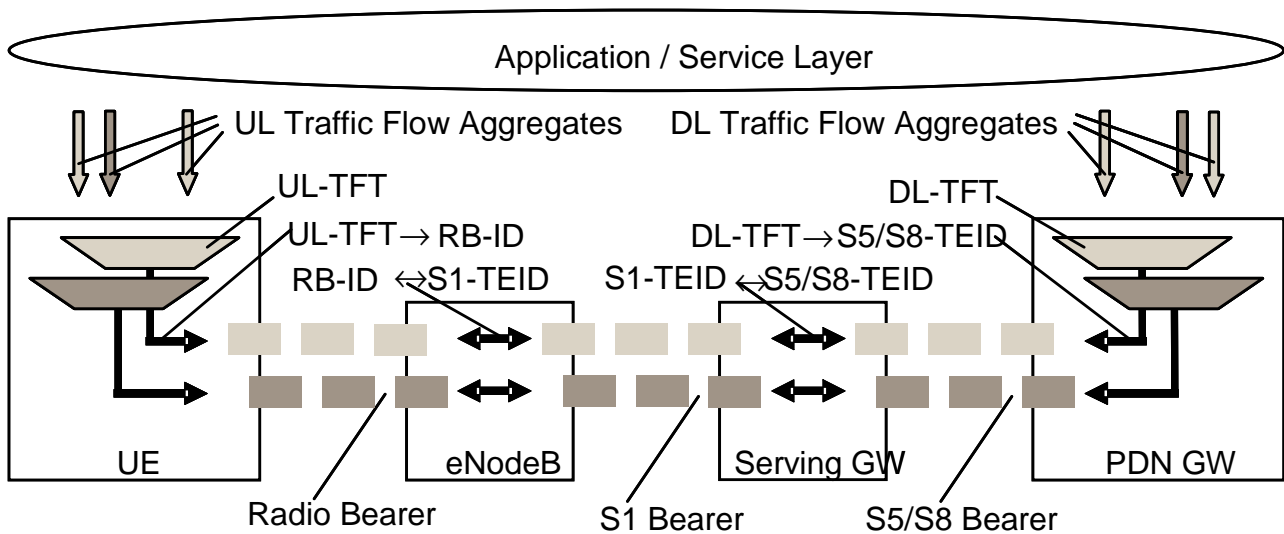 Application / Service Layer
UL Traffic Flow Aggregates
DL Traffic Flow Aggregates
UL-TFT
DL-TFT
UL-TFT → RB-ID
DL-TFT → S5/S8-TEID
RB-ID ↔ S1-TEID
S1-TEID ↔ S5/S8-TEID
UE
eNodeB
Serving GW
PDN GW
Radio Bearer
S1 Bearer
S5/S8 Bearer